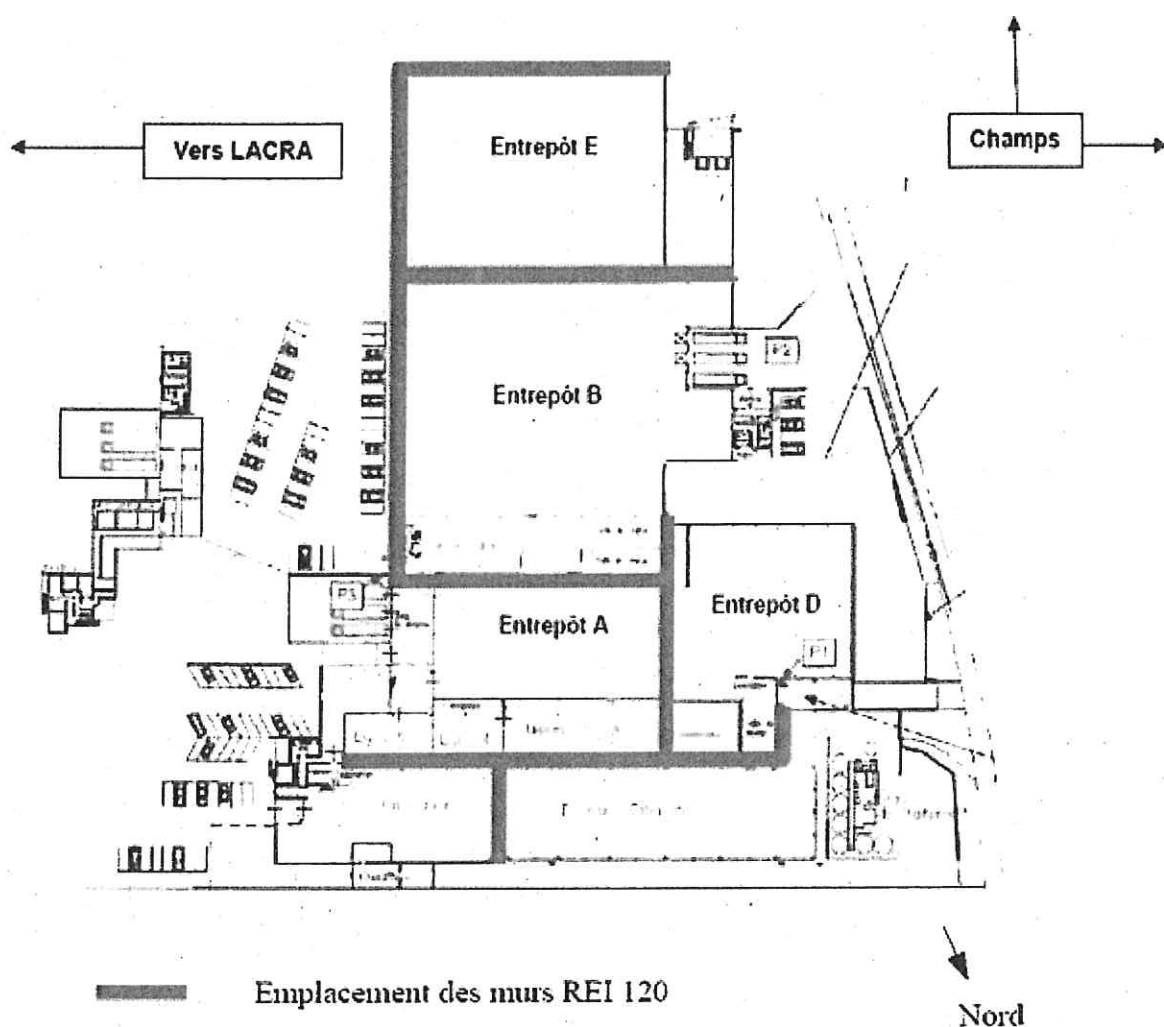 Entrepôt E
Vers LACRA
Champs
P2
Entrepôt B
P3
Entrepôt A
Entrepôt D
P1
Emplacement des murs REI 120
Nord